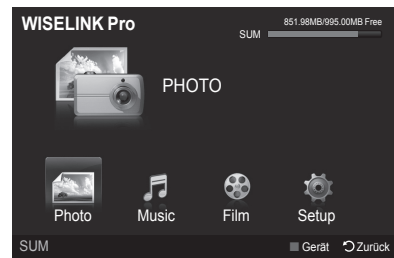 WISELINK Pro
851.98MB/995.00MB Free
SUM
PHOTO
Photo Music Film Setup
SUM
Gerät Zurück